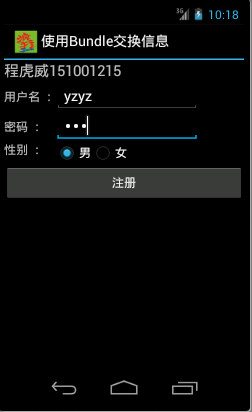 3G 10:18
使用Bundle交换信息
程虎威151001215
用户名 : yzyz
密码 : •••
性别 : 男 女
注册